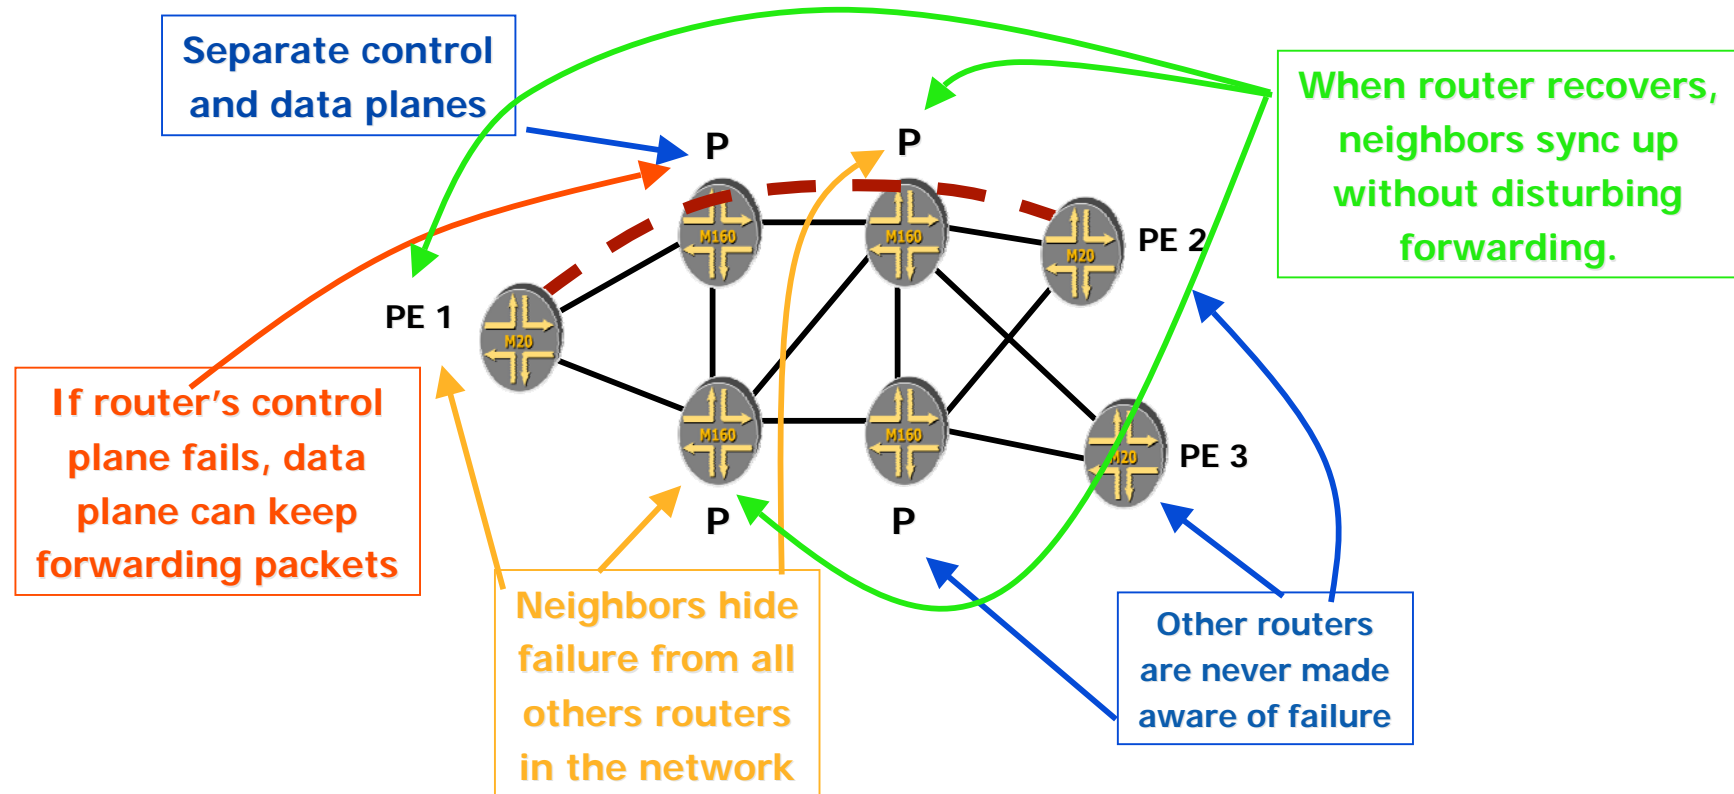 Separate control
and data planes
When router recovers,
neighbors sync up
without disturbing
forwarding.
P
P
M160
M160
PE 2
M20
PE 1
M20
If router's control
plane fails, data
plane can keep
forwarding packets
M160
M160
M20
PE 3
P
P
Neighbors hide
failure from all
others routers
in the network
Other routers
are never made
aware of failure